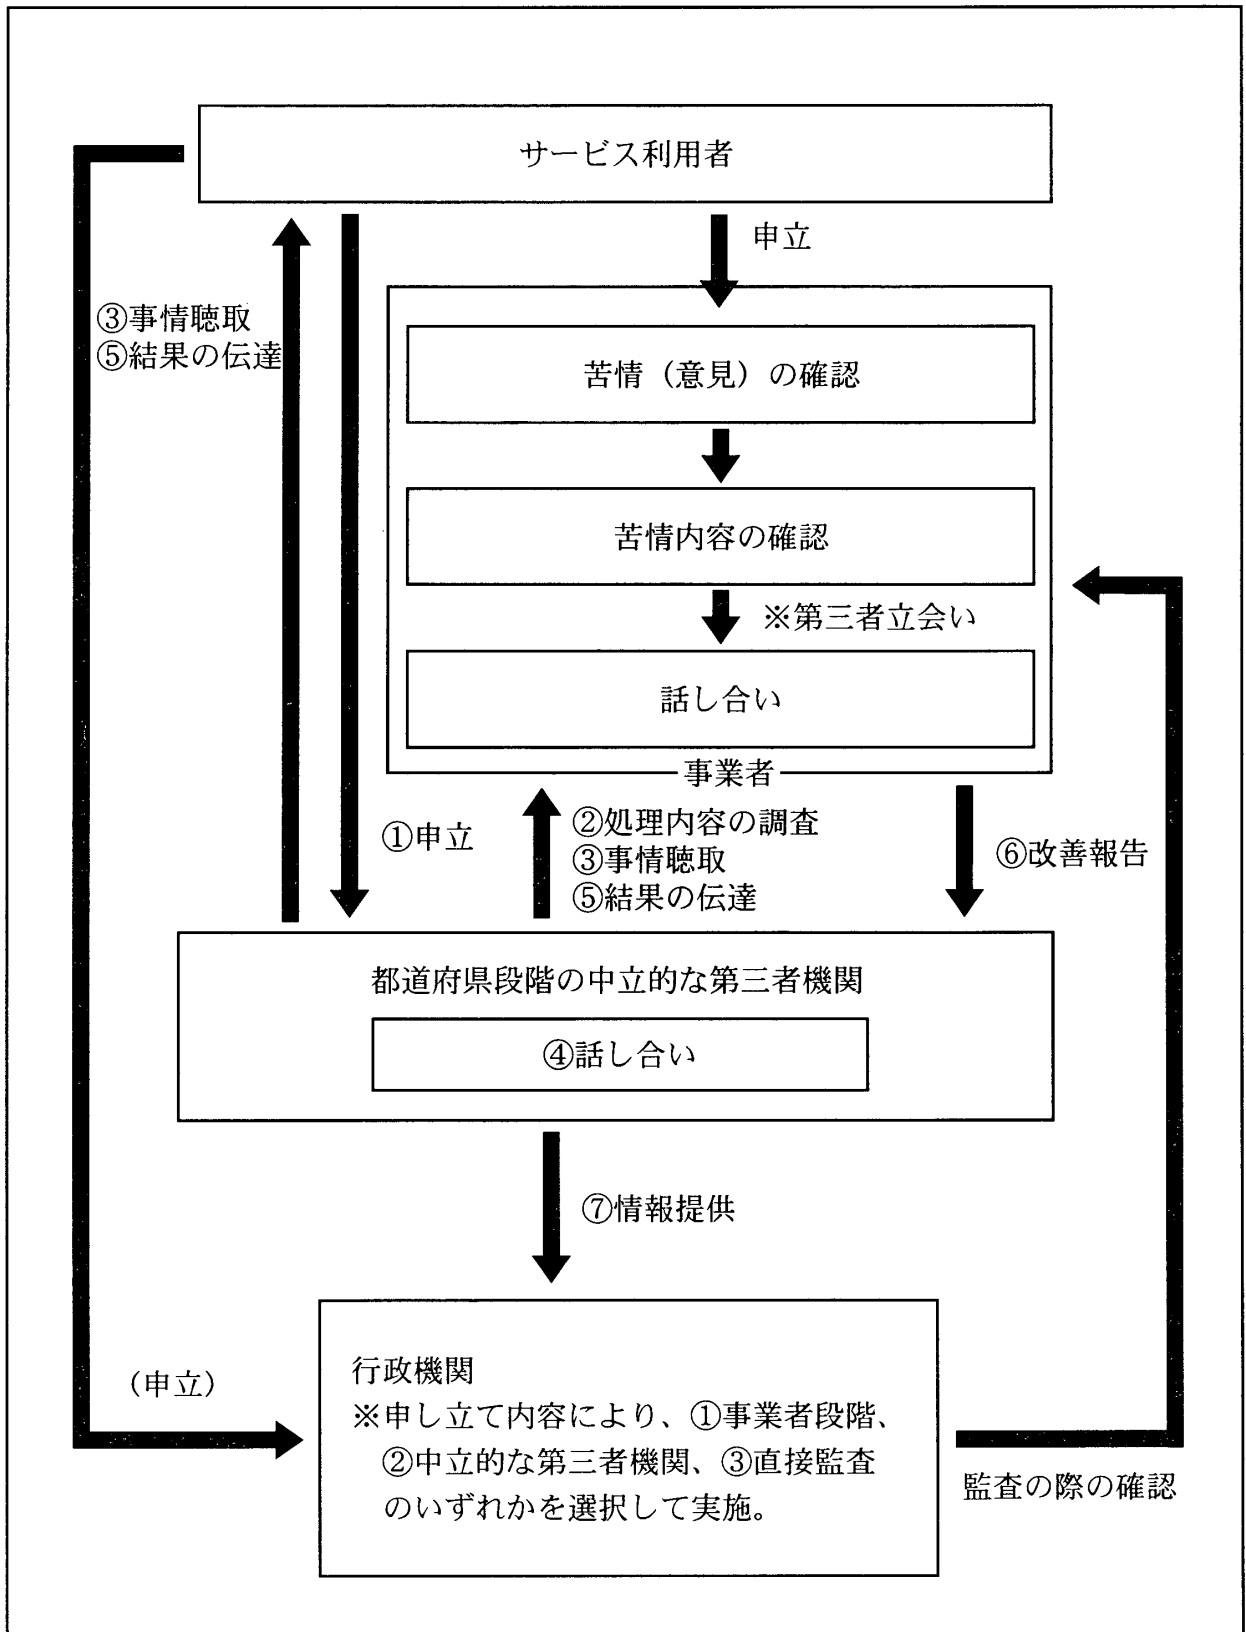 サービス利用者
申立
③事情聴取
⑤結果の伝達
苦情（意見）の確認
苦情内容の確認
※第三者立会い
話し合い
事業者
①申立
②処理内容の調査
③事情聴取
⑤結果の伝達
⑥改善報告
都道府県段階の中立的な第三者機関
④話し合い
⑦情報提供
（申立）
行政機関
※申し立て内容により、①事業者段階、
②中立的な第三者機関、③直接監査
のいずれかを選択して実施。
監査の際の確認